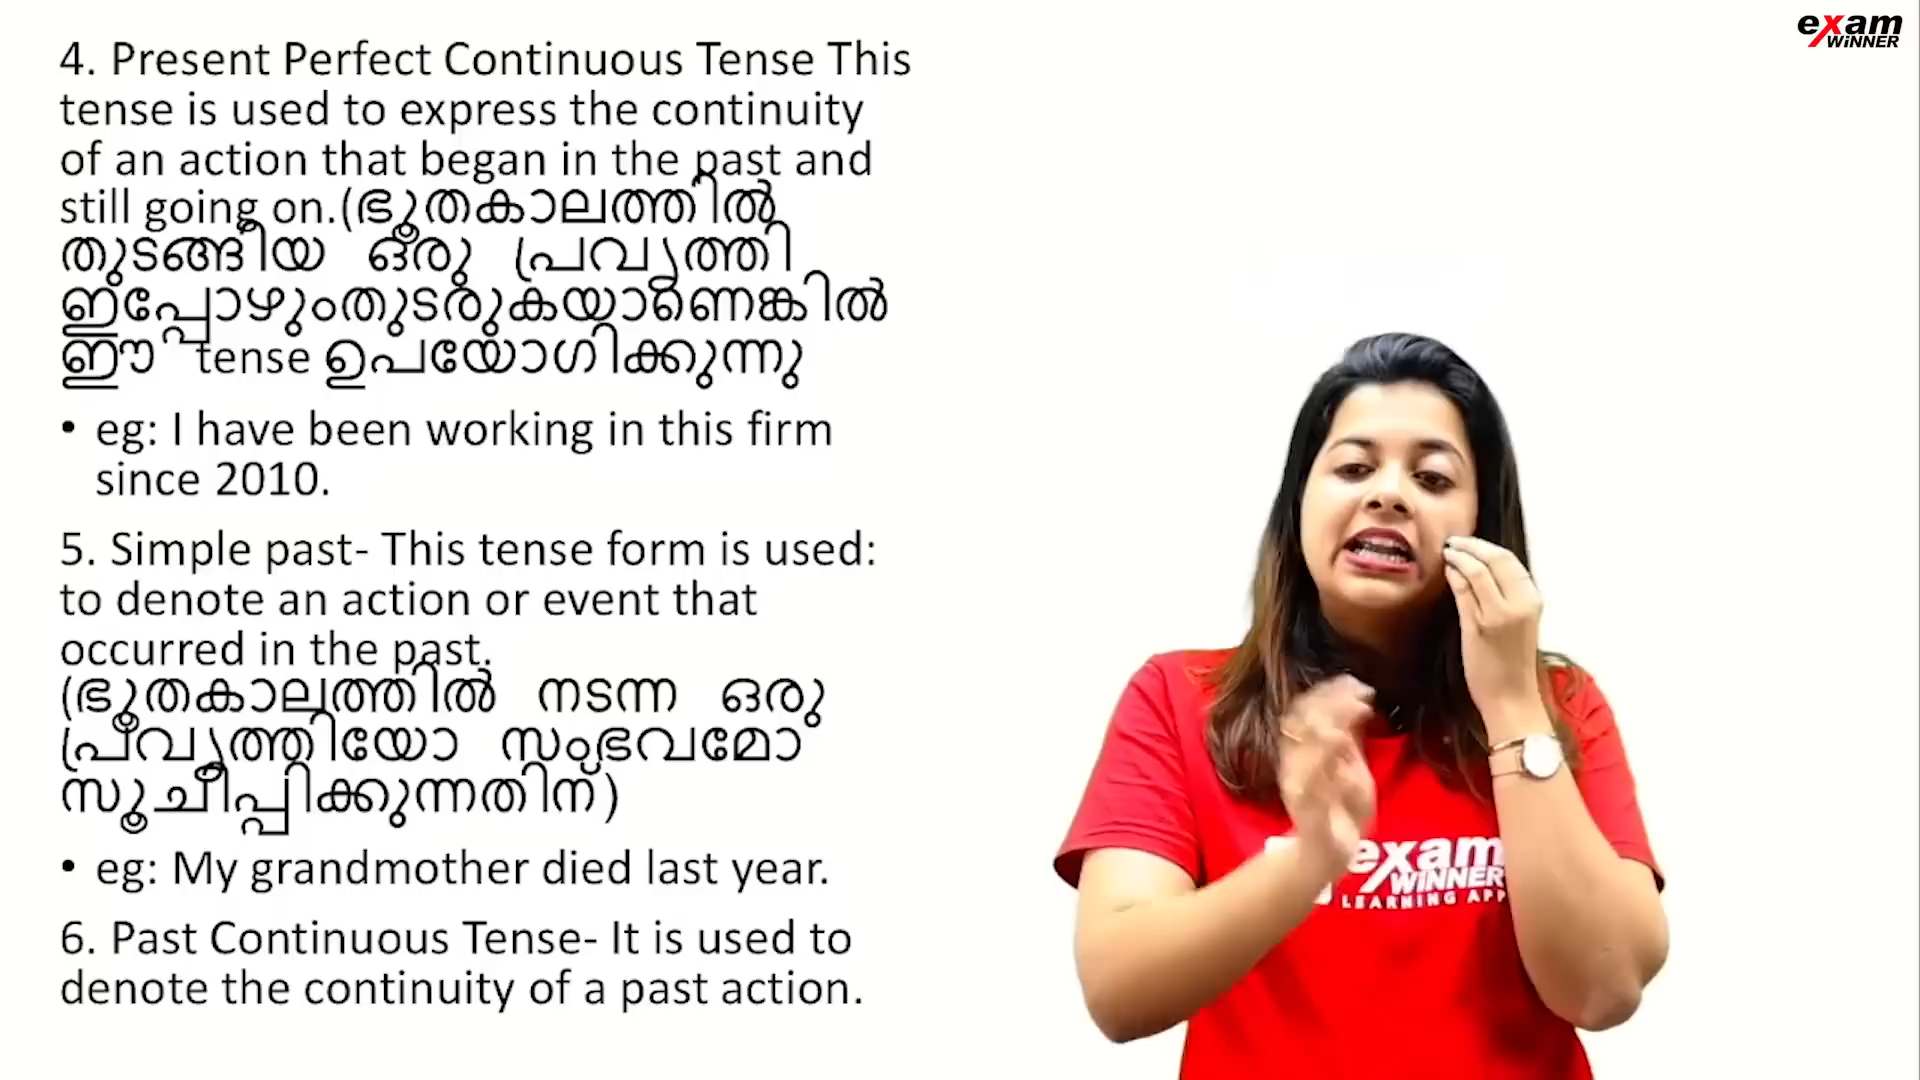 exam
WiNNER
4. Present Perfect Continuous Tense This
tense is used to express the continuity
of an action that began in the past and
still going on.(ഭൂതകാലത്തിൽ
തുടങ്ങിയ ഒരു പ്രവൃത്തി
ഇപ്പോഴുംതുടരുകയാണെങ്കിൽ
ഈ tense ഉപയോഗിക്കുന്നു
• eg: I have been working in this firm
since 2010.
5. Simple past- This tense form is used:
to denote an action or event that
occurred in the past.
(ഭൂതകാലത്തിൽ നടന്ന ഒരു
പ്രവൃത്തിയോ സംഭവമോ
സൂചിപ്പിക്കുന്നതിന്)
• eg: My grandmother died last year.
6. Past Continuous Tense- It is used to
denote the continuity of a past action.
exam
WiNNER
LEARNING APP